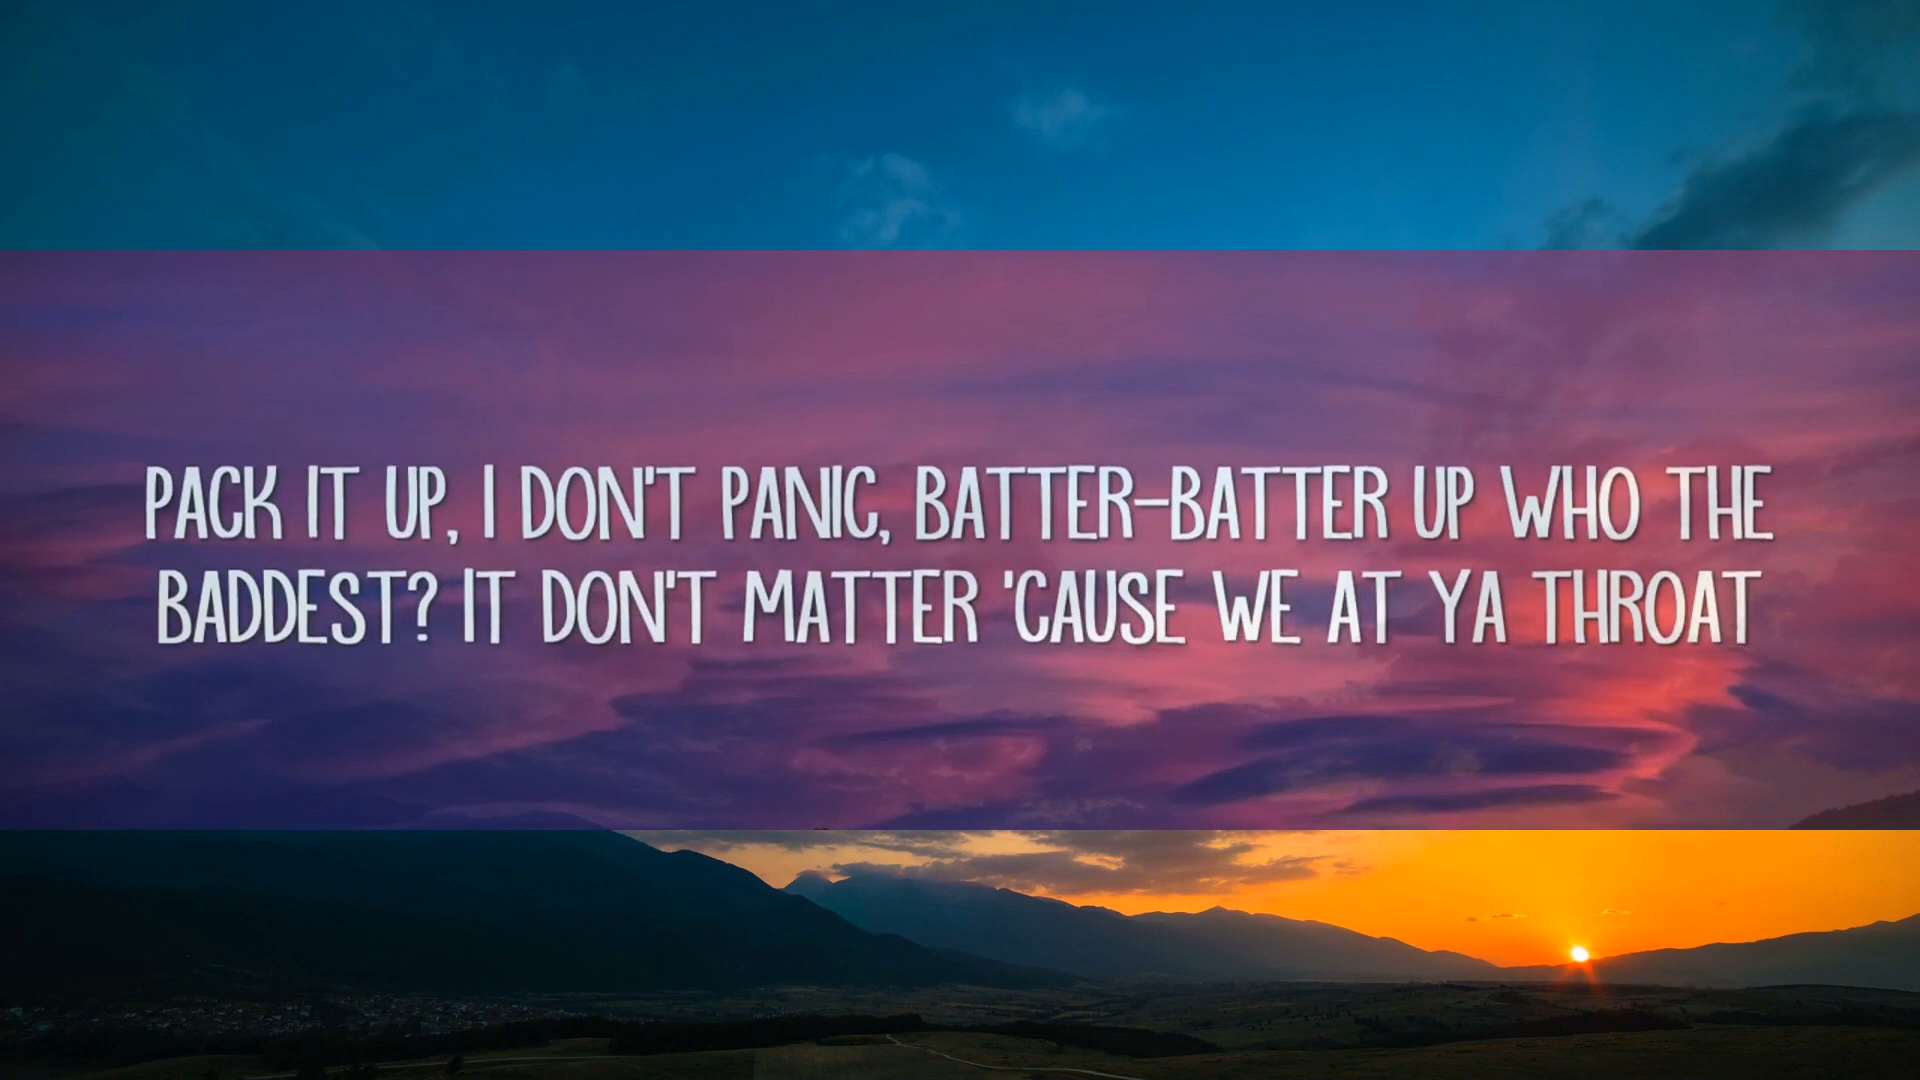 PACK IT UP, I DON'T PANIC, BATTER-BATTER UP WHO THE
BADDEST? IT DON'T MATTER 'CAUSE WE AT YA THROAT